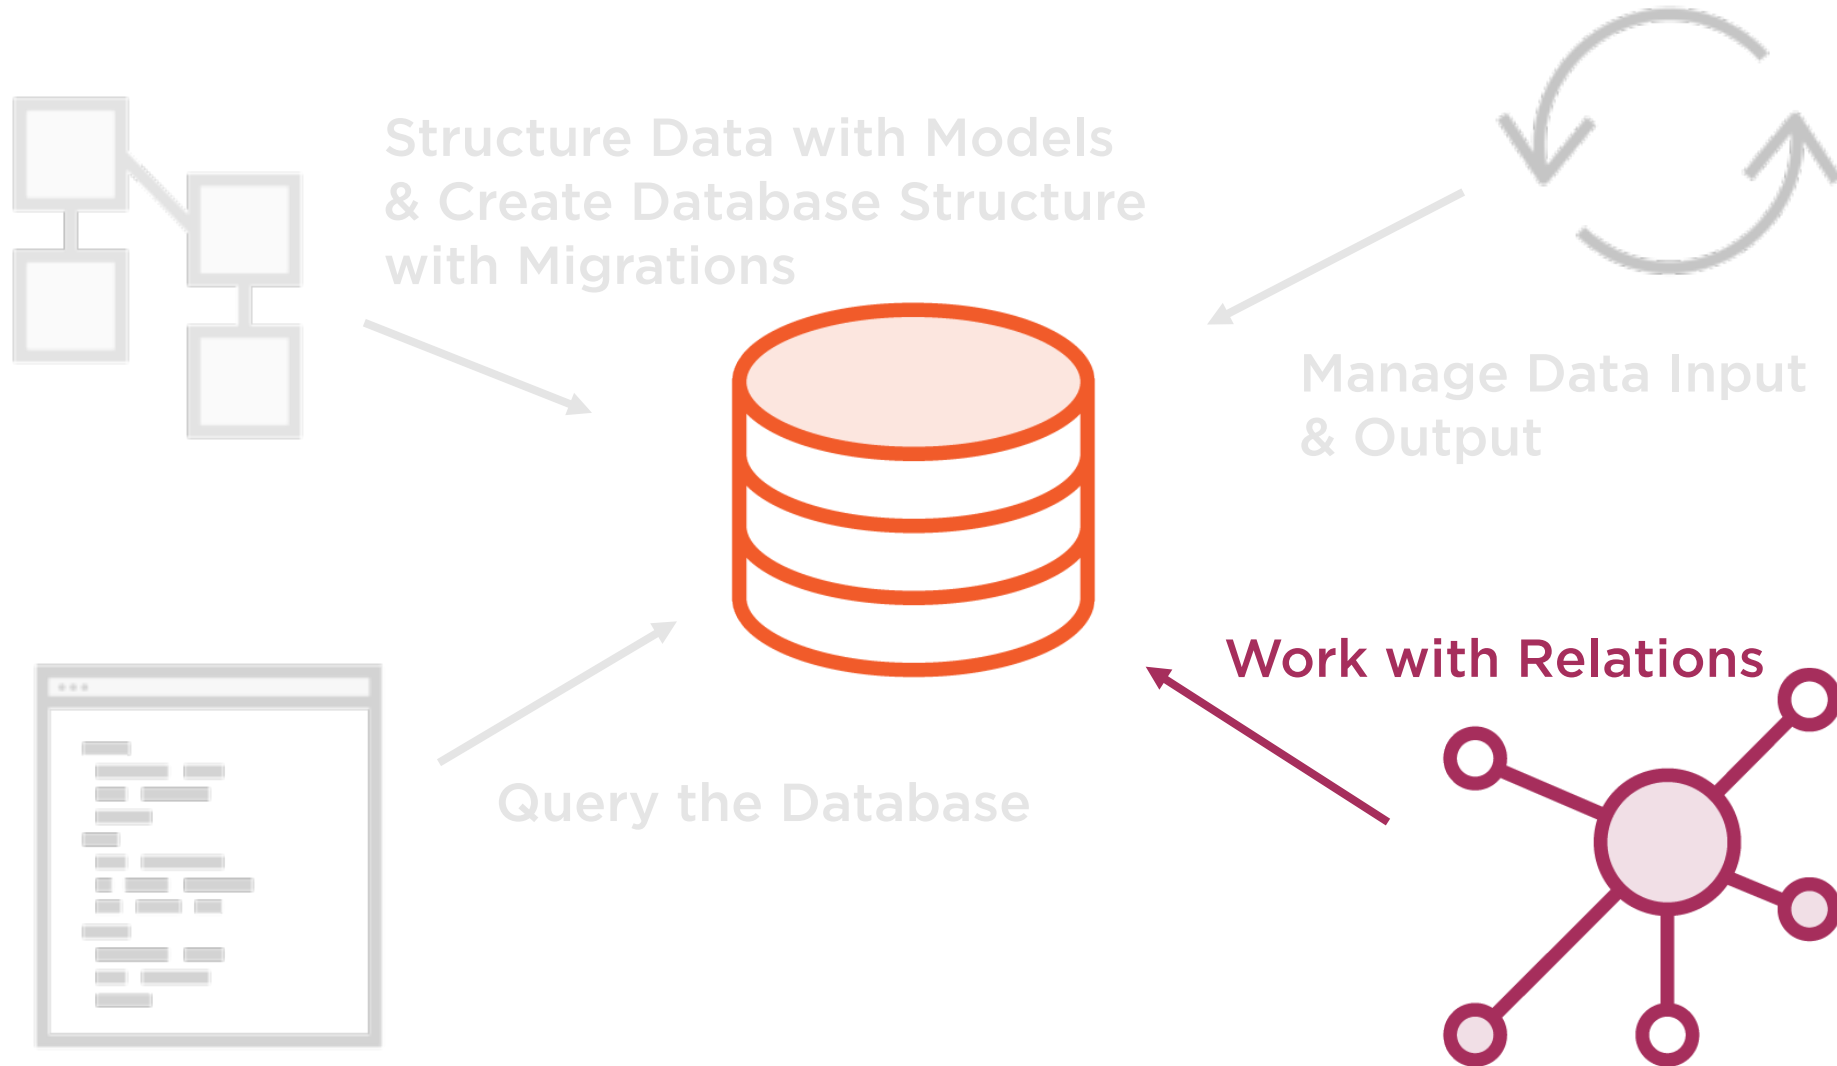 Structure Data with Models
& Create Database Structure
with Migrations
Manage Data Input
& Output
Work with Relations
Query the Database